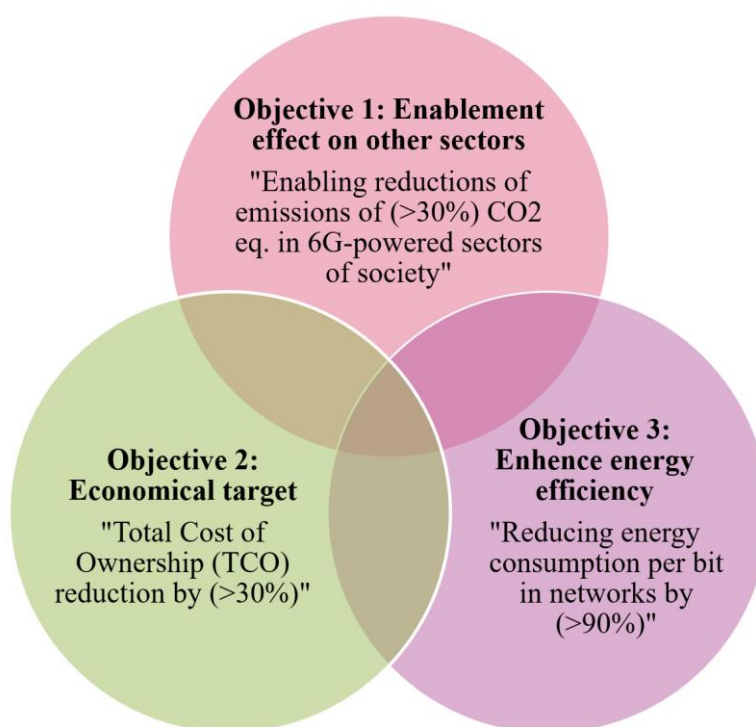 Objective 1: Enablement
effect on other sectors
"Enabling reductions of
emissions of (>30%) CO2
eq. in 6G-powered sectors
of society"
Objective 2:
Economical target
"Total Cost of
Ownership (TCO)
reduction by (>30%)"
Objective 3:
Enhence energy
efficiency
"Reducing energy
consumption per bit
in networks by
(>90%)"